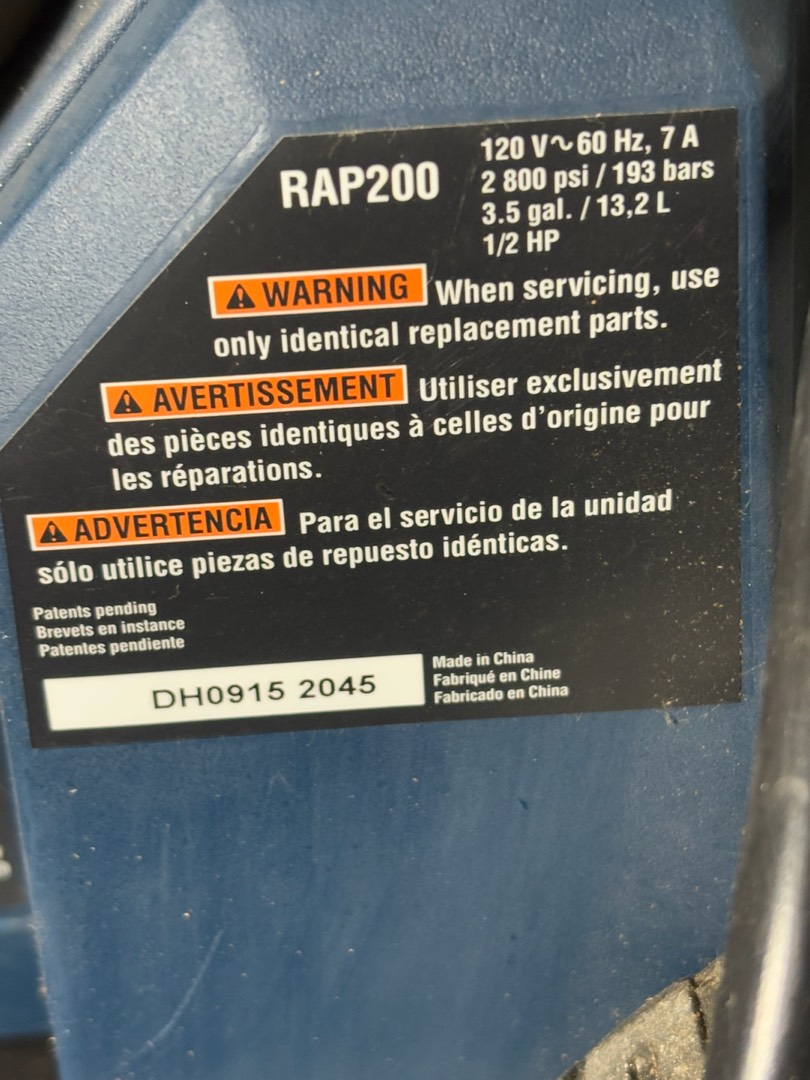 RAP200
120 V~60 Hz, 7 A
2 800 psi / 193 bars
3.5 gal. / 13,2 L
1/2 HP
WARNING When servicing, use
only identical replacement parts.
AVERTISSEMENT Utiliser exclusivement
des pièces identiques à celles d'origine pour
les réparations.
ADVERTENCIA Para el servicio de la unidad
sólo utilice piezas de repuesto idénticas.
Patents pending
Brevets en instance
Patentes pendiente
DH0915 2045
Made in China
Fabriqué en Chine
Fabricado en China